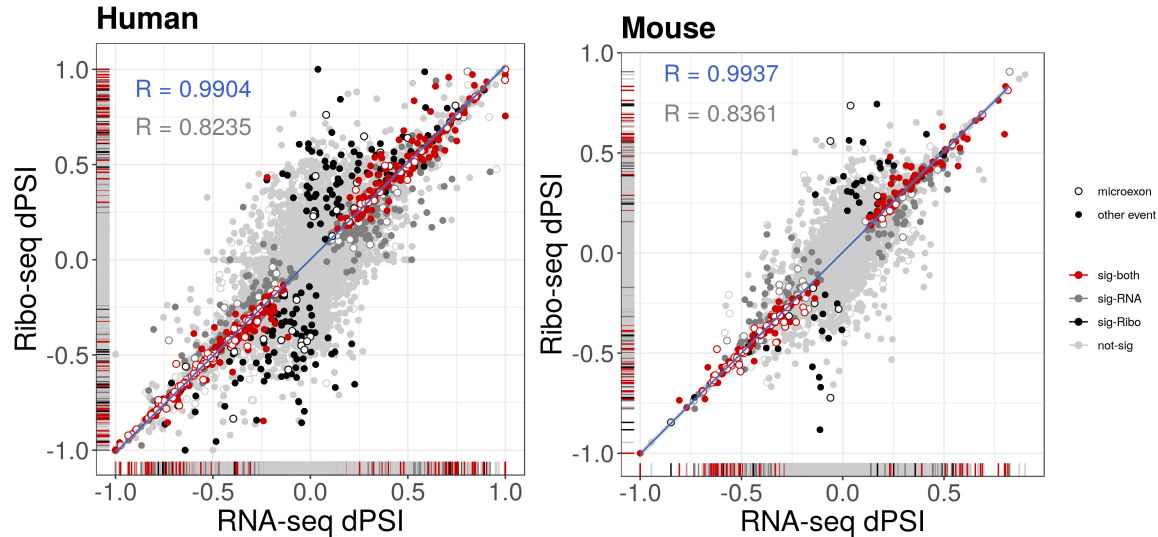 Human
R = 0.9904
R = 0.8235
1.0
0.5
0.0
-0.5
-1.0
-1.0
-0.5
0.0
0.5
1.0
RNA-seq dPSI
Ribo-seq dPSI
Mouse
R = 0.9937
R = 0.8361
1.0
0.5
0.0
-0.5
-1.0
-1.0
-0.5
0.0
0.5
RNA-seq dPSI
Ribo-seq dPSI
microexon
other event
sig-both
sig-RNA
sig-Ribo
not-sig